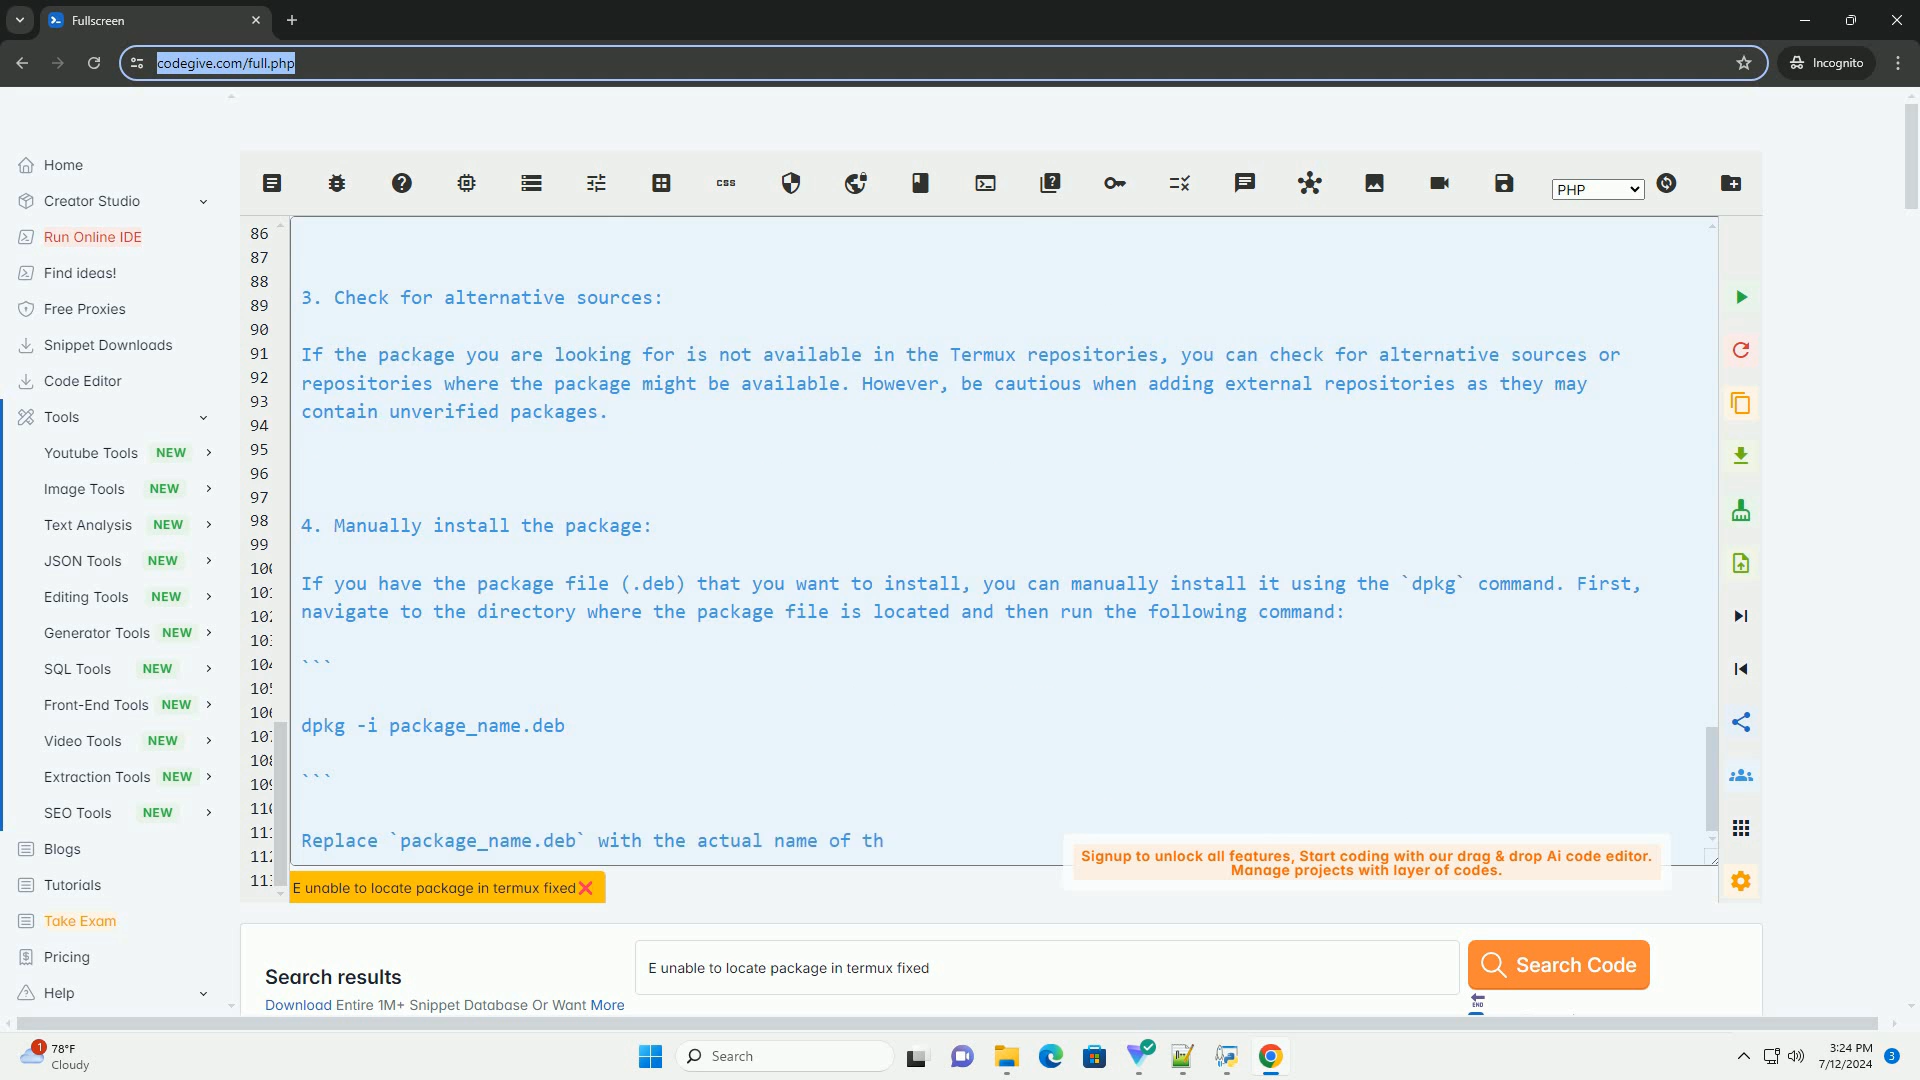 Fullscreen
codegive.com/full.php
Incognito
Home
Creator Studio
Run Online IDE
Find ideas!
Free Proxies
Snippet Downloads
Code Editor
Tools
Youtube Tools NEW
Image Tools NEW
Text Analysis NEW
JSON Tools NEW
Editing Tools NEW
Generator Tools NEW
SQL Tools NEW
Front-End Tools NEW
Video Tools NEW
Extraction Tools NEW
SEO Tools NEW
Blogs
Tutorials
Take Exam
Pricing
Help
css
PHP
86
87
88
89
90
91
92
93
94
95
96
97
98
99
3. Check for alternative sources:
If the package you are looking for is not available in the Termux repositories, you can check for alternative sources or
repositories where the package might be available. However, be cautious when adding external repositories as they may
contain unverified packages.
4. Manually install the package:
If you have the package file (.deb) that you want to install, you can manually install it using the `dpkg` command. First,
navigate to the directory where the package file is located and then run the following command:
```
dpkg -i package_name.deb
```
Replace `package_name.deb` with the actual name of th
Signup to unlock all features, Start coding with our drag & drop Ai code editor.
Manage projects with layer of codes.
E unable to locate package in termux fixed
Search results
E unable to locate package in termux fixed
Search Code
Download Entire 1M+ Snippet Database Or Want More
END
1
78°F
Cloudy
Search
3:24 PM
7/12/2024
3